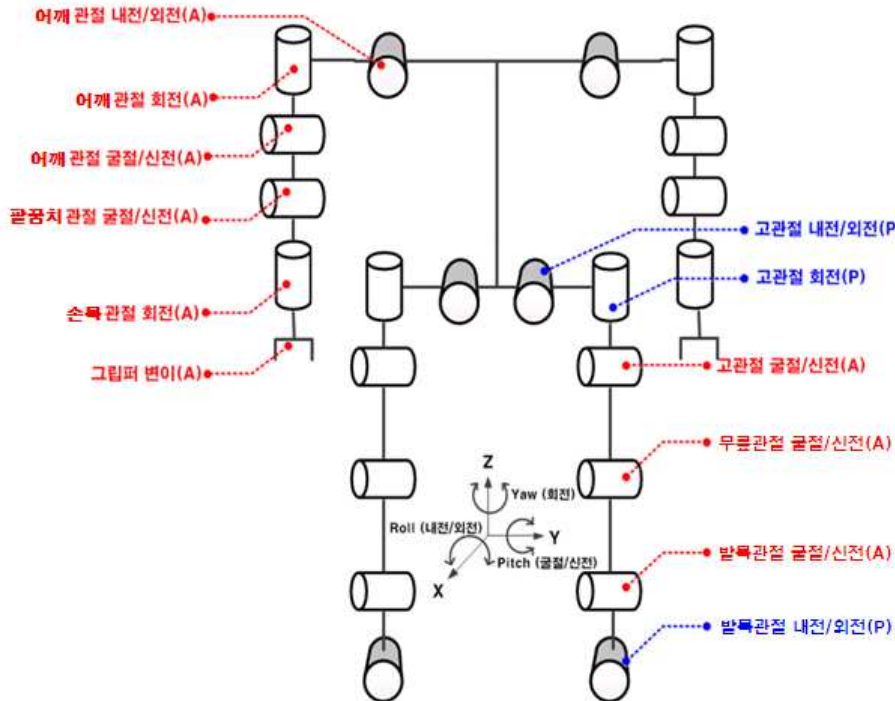 어깨 관절 내전/외전(A)
어깨 관절 회전(A)
어깨 관절 굴절/신전(A)
팔꿈치 관절 굴절/신전(A)
손목 관절 회전(A)
그립퍼 변이(A)
고관절 내전/외전(P
고관절 회전(P)
고관절 굴절/신전(A)
무릎관절 굴절/신전(A)
발목관절 굴절/신전(A)
발목관절 내전/외전(P)
Z
Yaw (회전)
Roll (내전/외전)
Y
Pitch (굴절/신전)
X